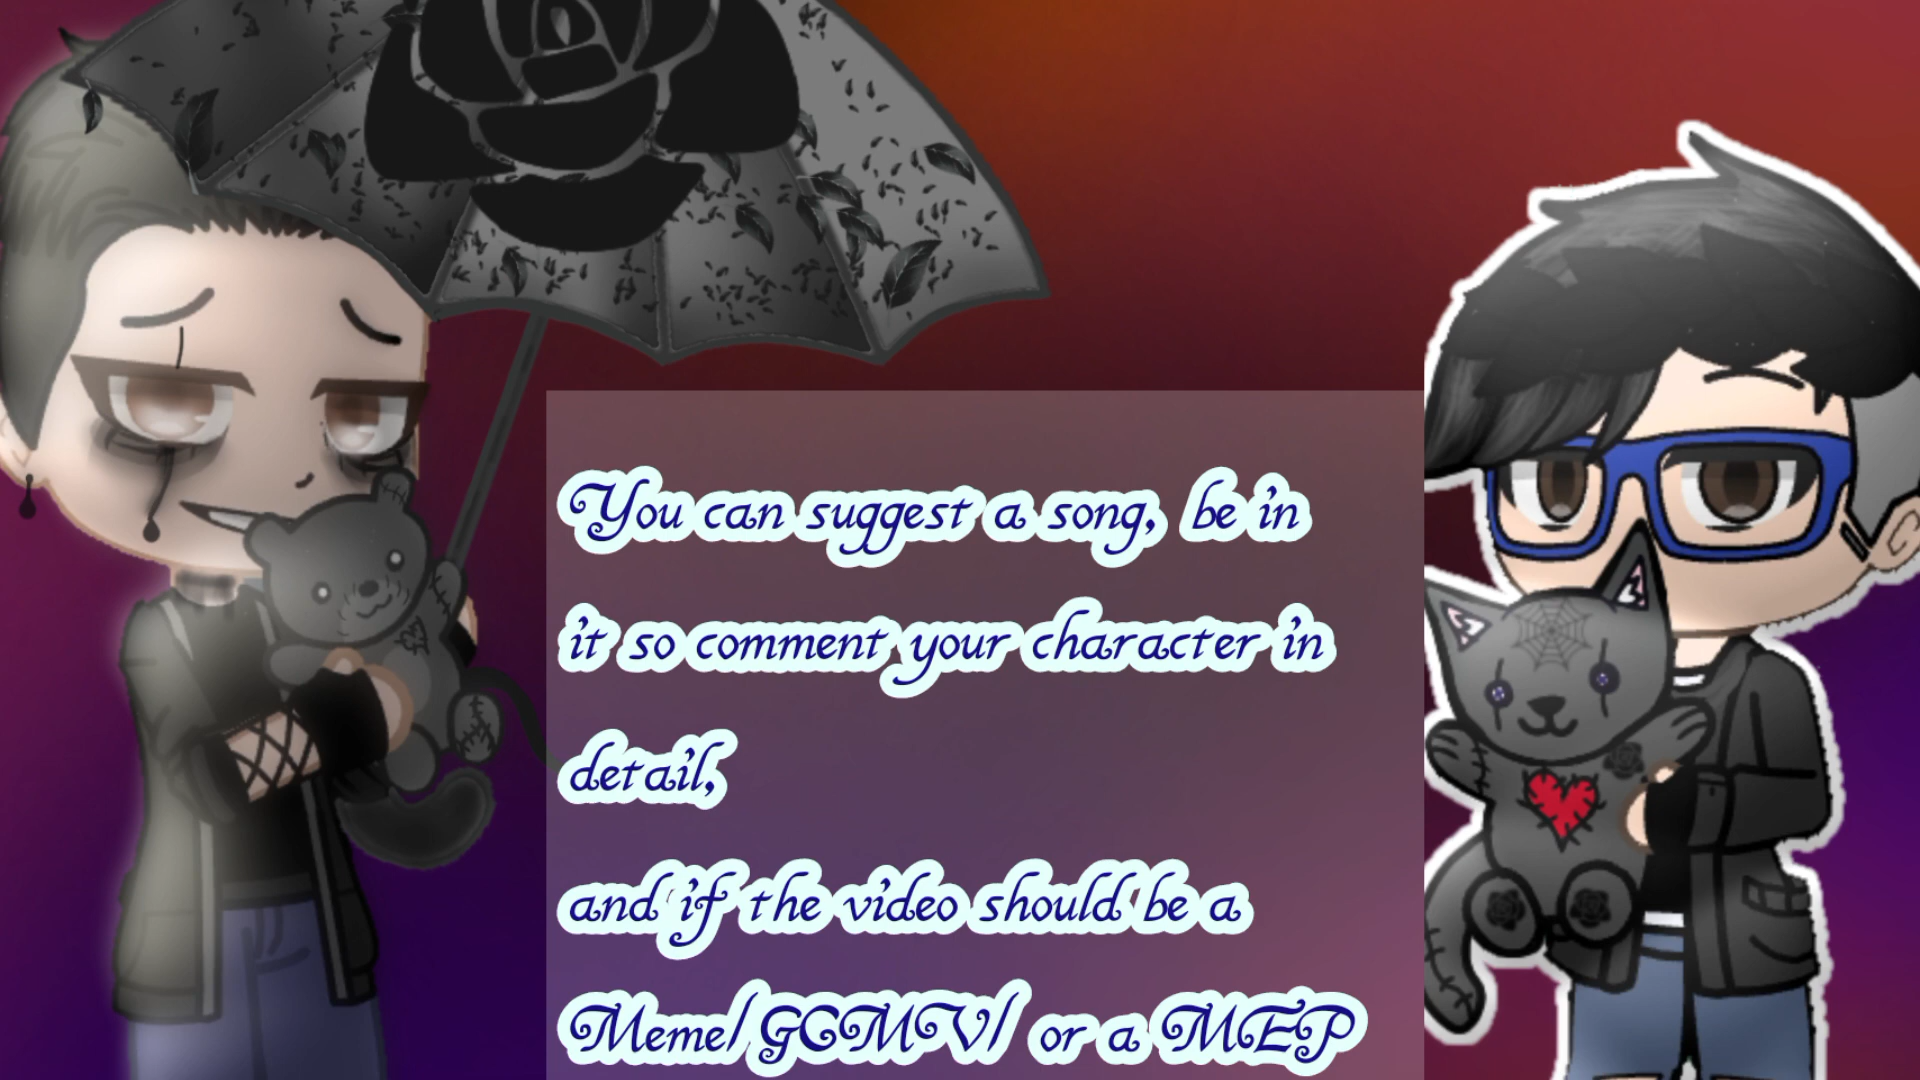 You can suggest a song, be in
it so comment your character in
detail,
and if the video should be a
Meme/GCMV/ or a MEP